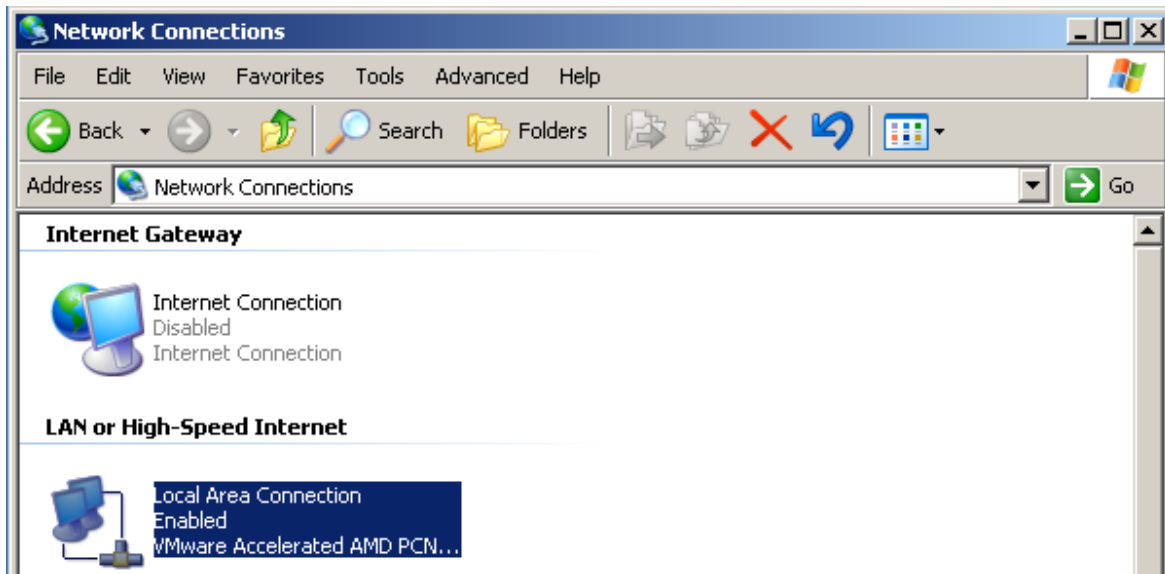 Network Connections
File Edit View Favorites Tools Advanced Help
Back Search Folders
Address Network Connections Go
Internet Gateway
Internet Connection
Disabled
Internet Connection
LAN or High-Speed Internet
Local Area Connection
Enabled
VMware Accelerated AMD PCN...